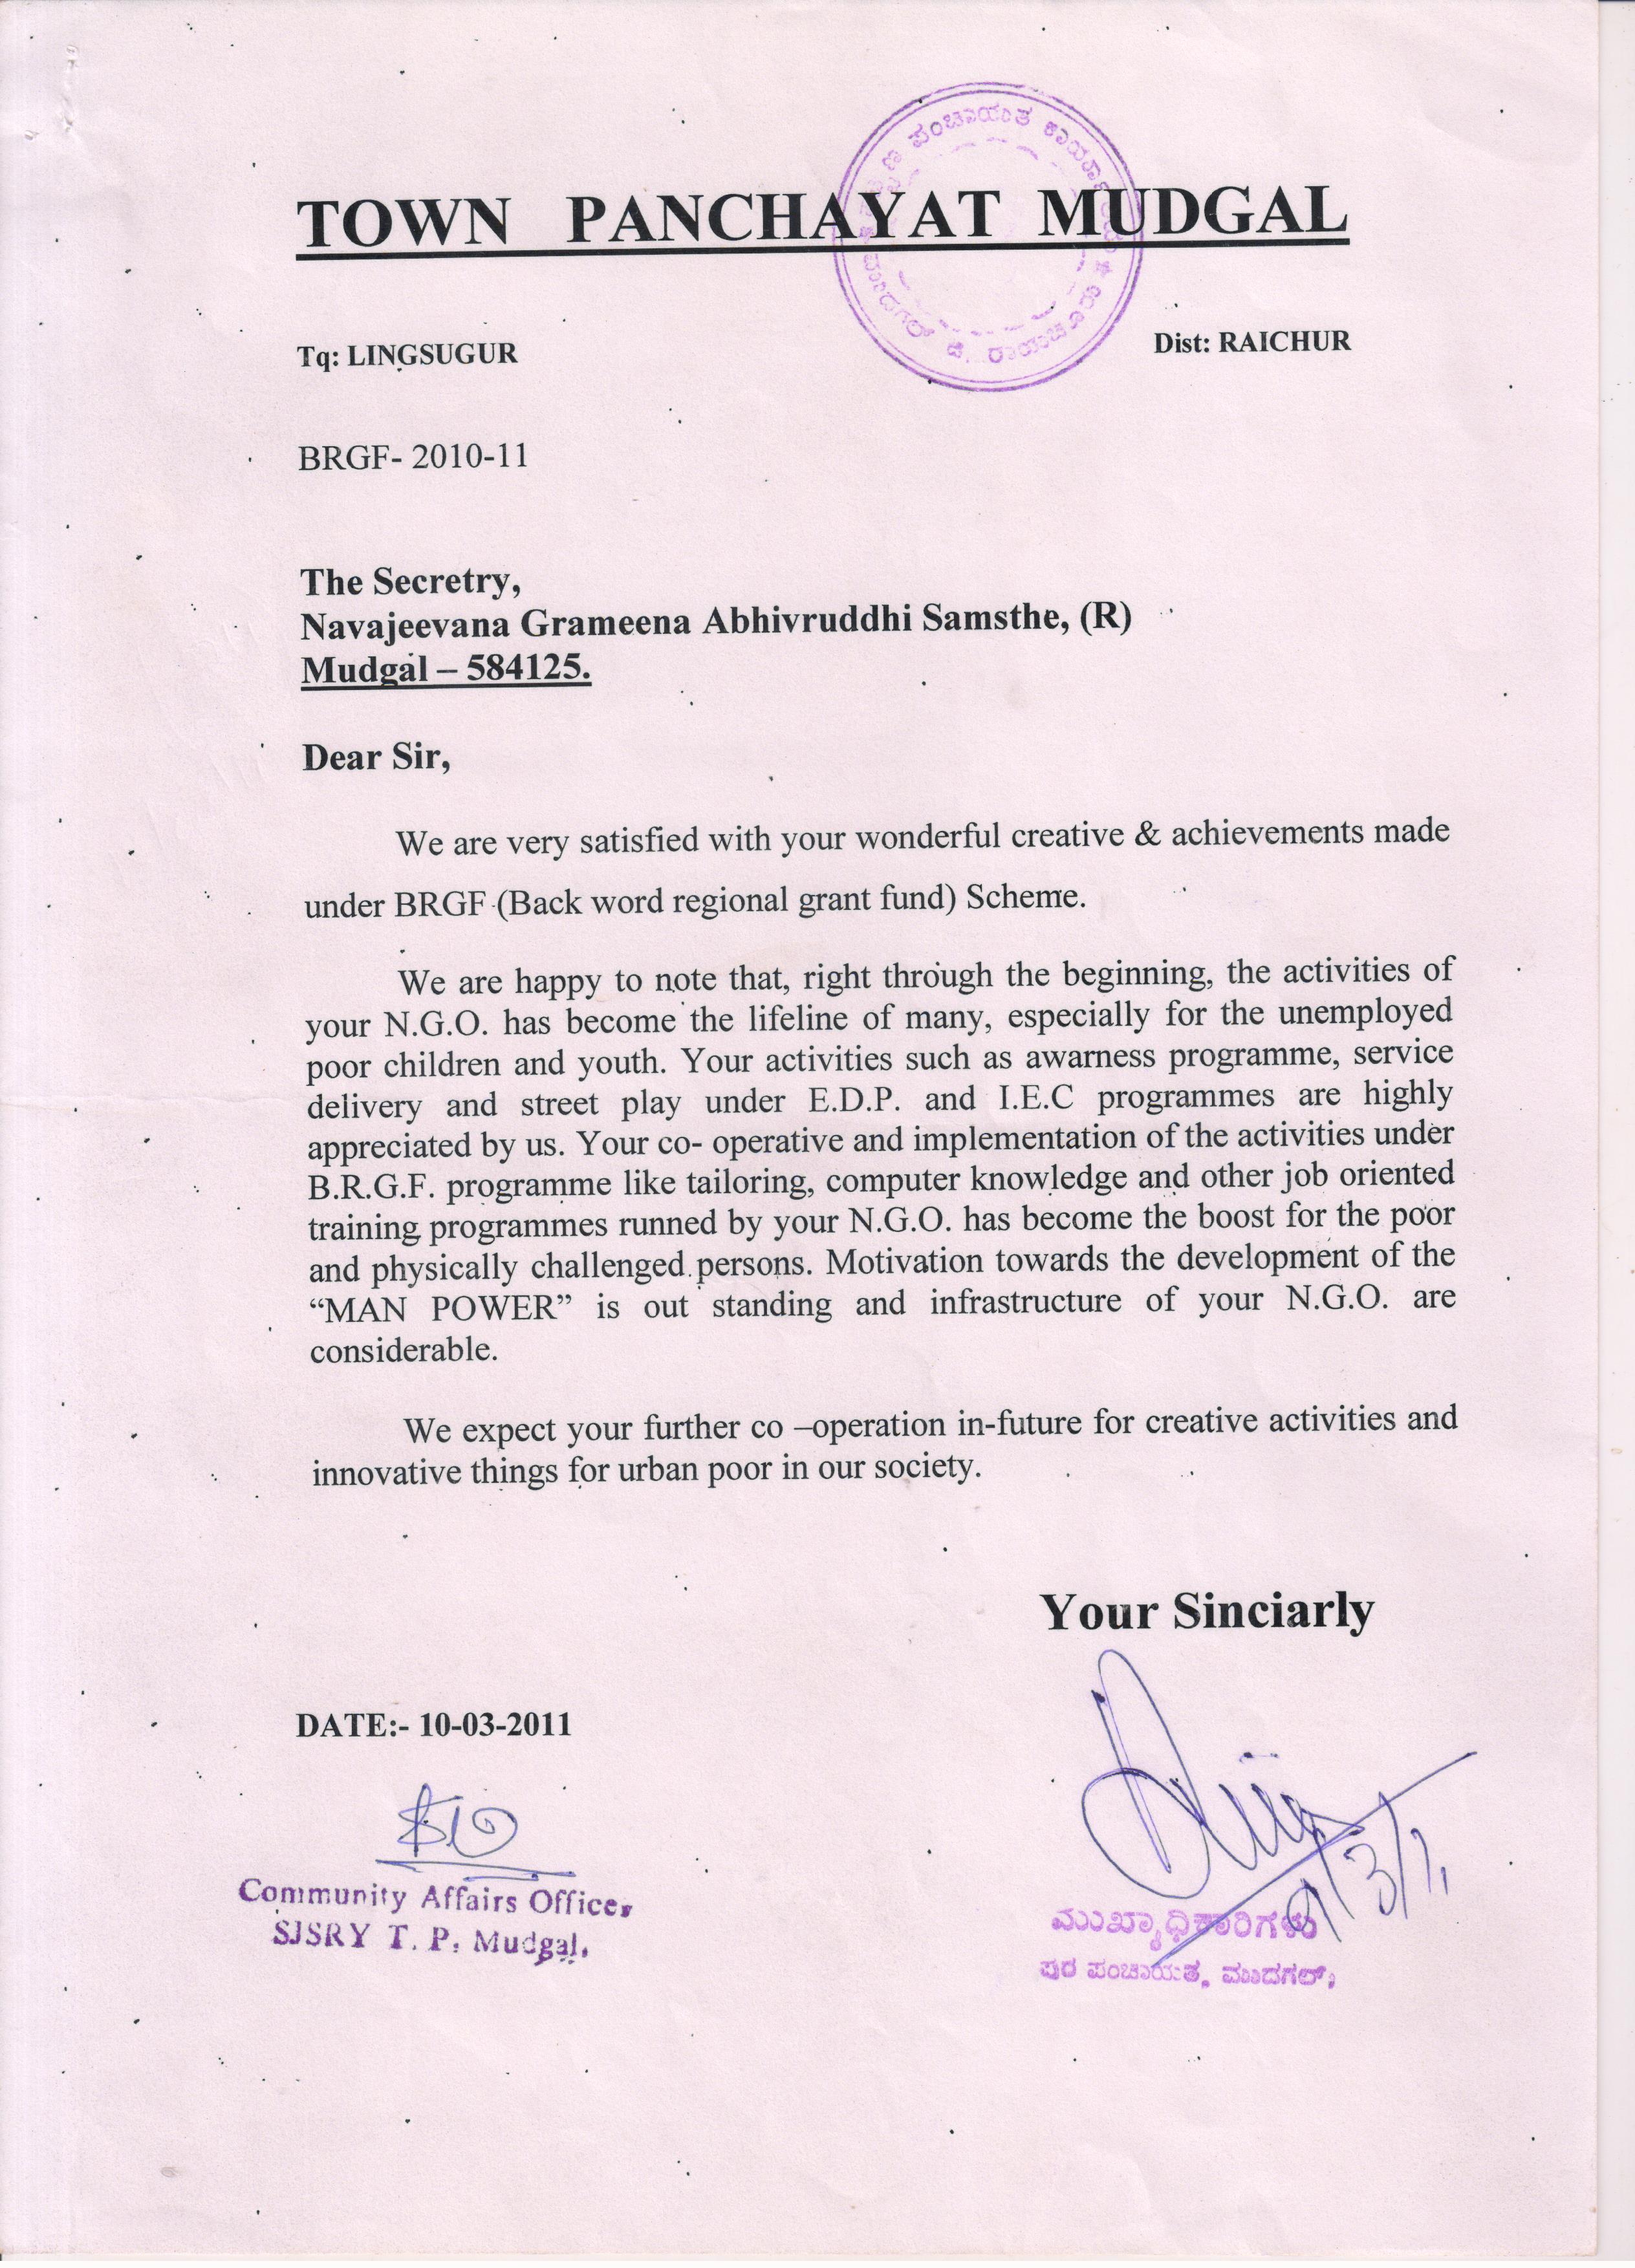 ಪಟ್ಟಣ ಪಂಚಾಯತ ಕಾರ್ಯಾಲಯ
ಮುದಗಲ್ ಜಿ. ರಾಯಚೂರು
TOWN PANCHAYAT MUDGAL
Tq: LINGSUGUR Dist: RAICHUR
BRGF- 2010-11
The Secretry,
Navajeevana Grameena Abhivruddhi Samsthe, (R)
Mudgal – 584125.
Dear Sir,
We are very satisfied with your wonderful creative & achievements made
under BRGF (Back word regional grant fund) Scheme.
We are happy to note that, right through the beginning, the activities of
your N.G.O. has become the lifeline of many, especially for the unemployed
poor children and youth. Your activities such as awarness programme, service
delivery and street play under E.D.P. and I.E.C programmes are highly
appreciated by us. Your co- operative and implementation of the activities under
B.R.G.F. programme like tailoring, computer knowledge and other job oriented
training programmes runned by your N.G.O. has become the boost for the poor
and physically challenged persons. Motivation towards the development of the
“MAN POWER” is out standing and infrastructure of your N.G.O. are
considerable.
We expect your further co –operation in-future for creative activities and
innovative things for urban poor in our society.
Your Sinciarly
DATE:- 10-03-2011
Community Affairs Officer,
SJSRY T. P. Mudgal.
ಮುಖ್ಯಾಧಿಕಾರಿಗಳು
ಪುರ ಪಂಚಾಯತ, ಮುದಗಲ್